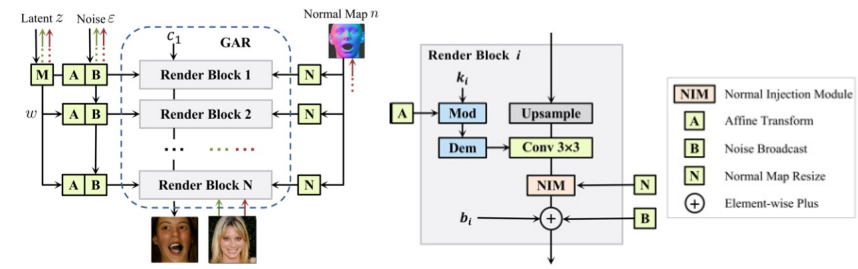 Latent z Noise ε Normal Map n
c₁ GAR
M A B Render Block 1 N
w A B Render Block 2 N
... ... ...
A B Render Block N N
Render Block i
kᵢ
A Mod Upsample
Dem Conv 3×3
NIM N
bᵢ + B
NIM Normal Injection Module
A Affine Transform
B Noise Broadcast
N Normal Map Resize
+ Element-wise Plus